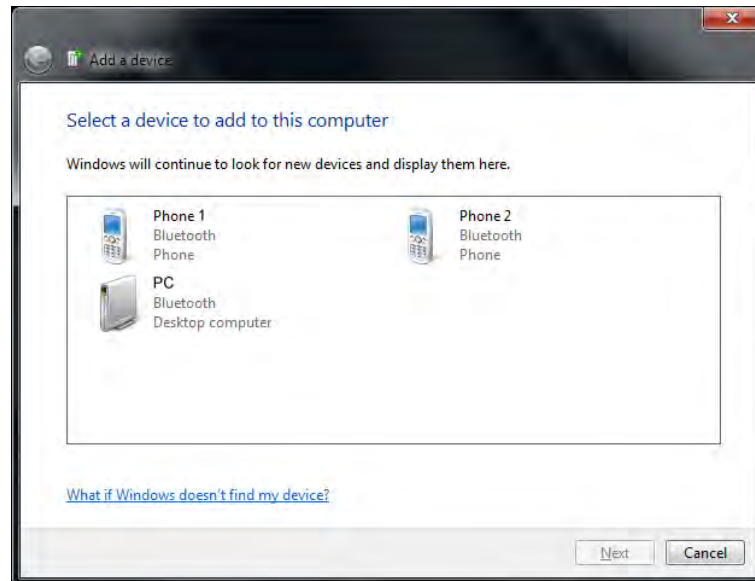 Add a device
Select a device to add to this computer
Windows will continue to look for new devices and display them here.
Phone 1
Bluetooth
Phone
Phone 2
Bluetooth
Phone
PC
Bluetooth
Desktop computer
What if Windows doesn't find my device?
Next
Cancel